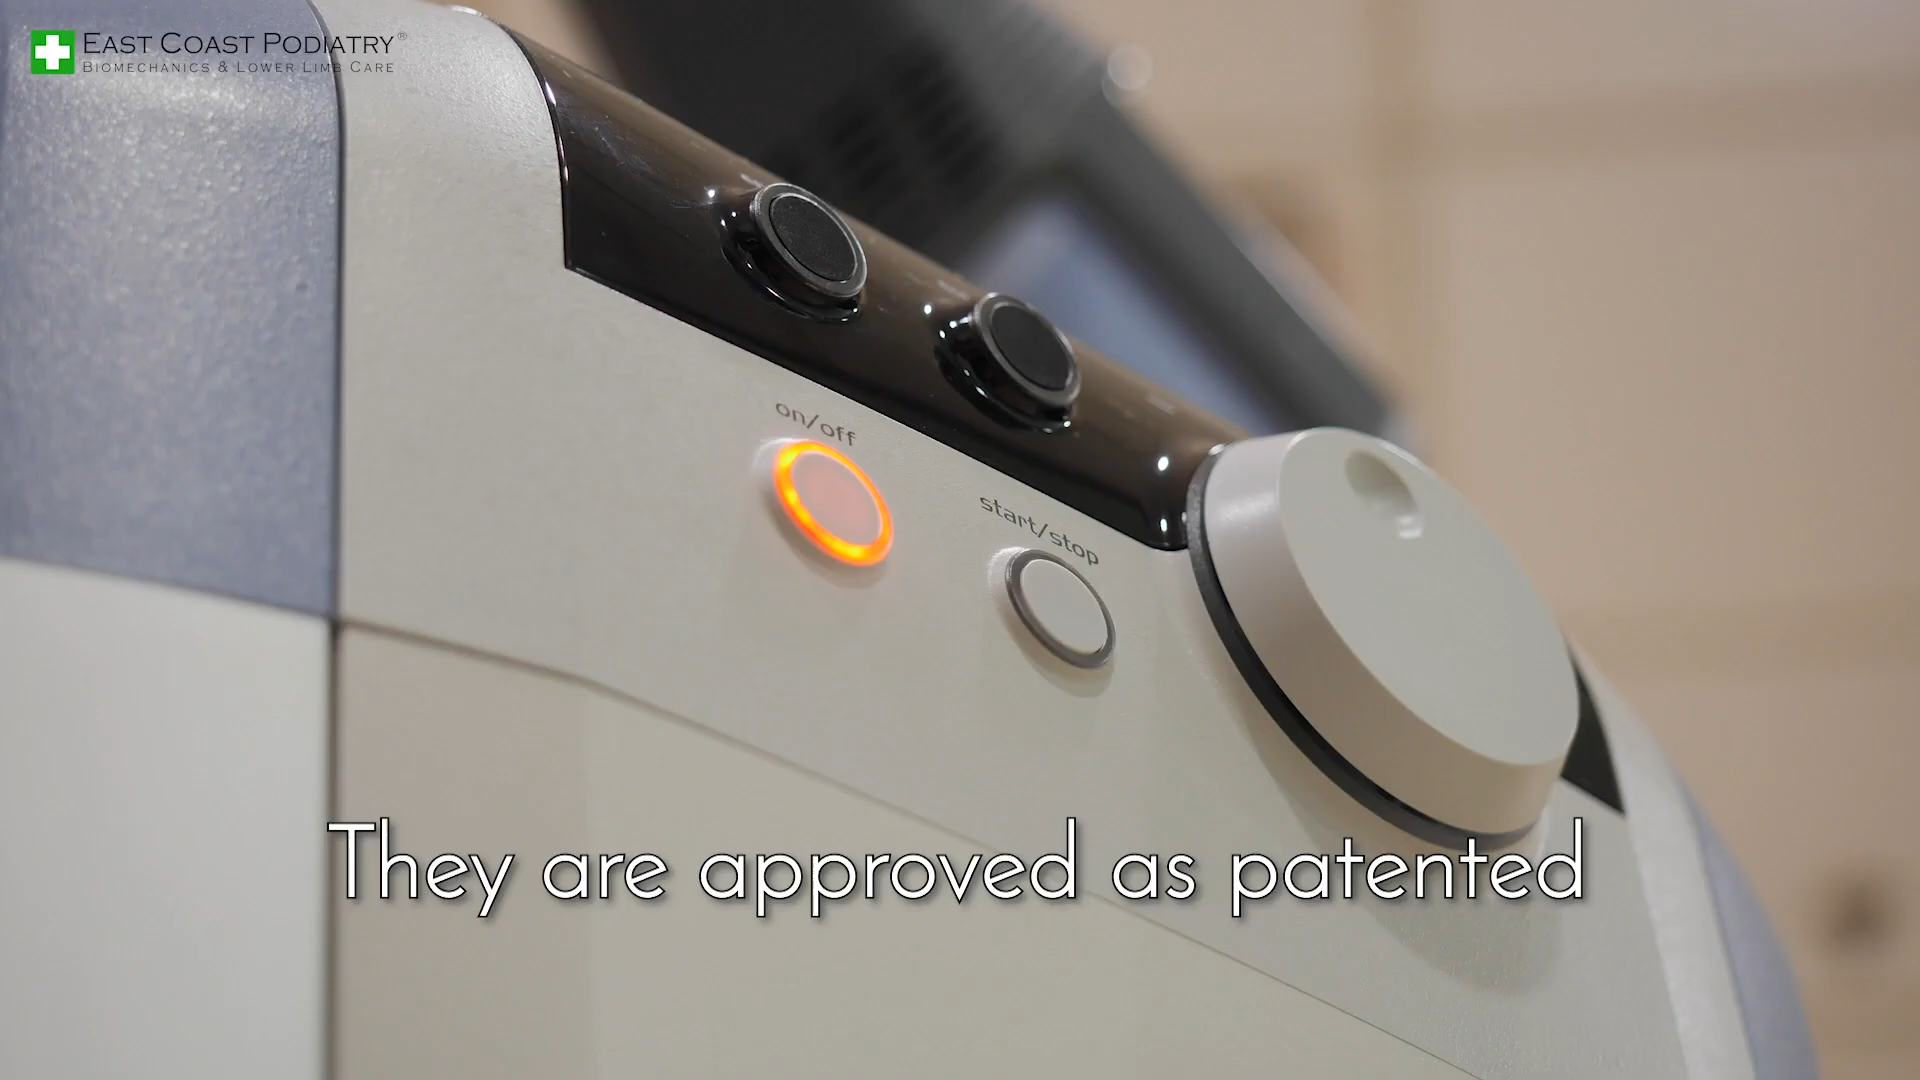 EAST COAST PODIATRY®
BIOMECHANICS & LOWER LIMB CARE
on/off
start/stop
They are approved as patented